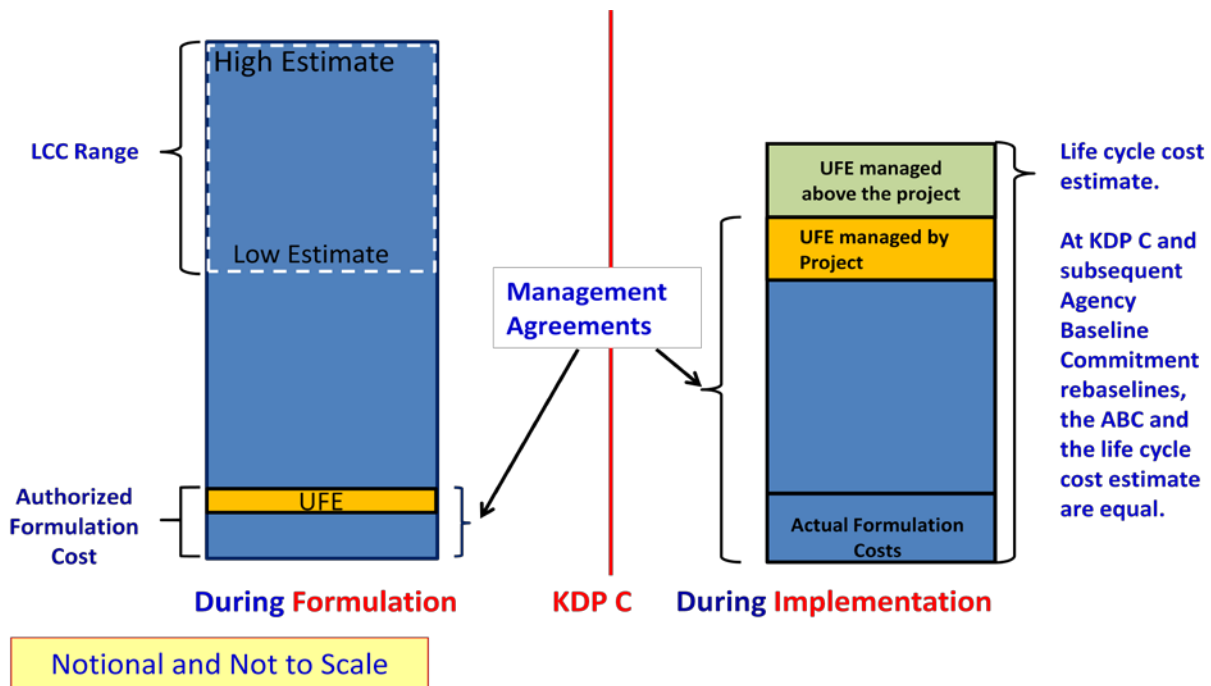 High Estimate
LCC Range
Low Estimate
Authorized
Formulation
Cost
UFE
During Formulation
Management
Agreements
KDP C
UFE managed
above the project
UFE managed by
Project
Actual Formulation
Costs
During Implementation
Life cycle cost
estimate.
At KDP C and
subsequent
Agency
Baseline
Commitment
rebaselines,
the ABC and
the life cycle
cost estimate
are equal.
Notional and Not to Scale